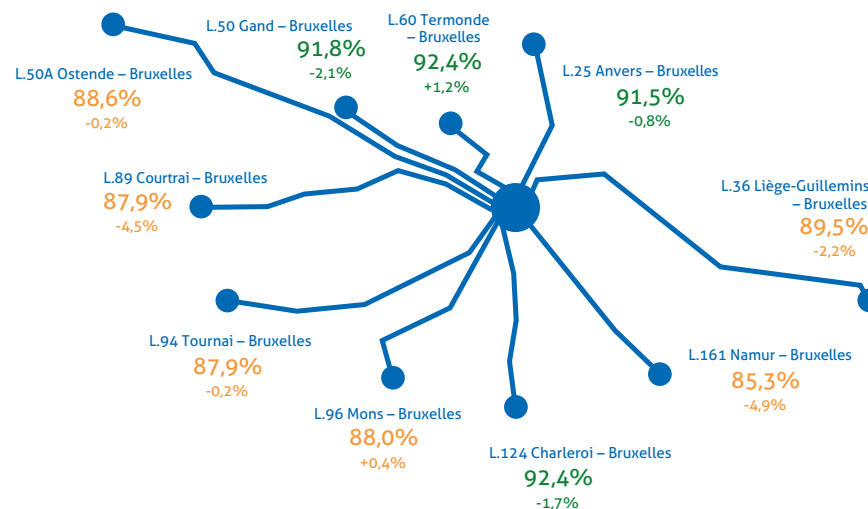 L.50 Gand – Bruxelles
91,8%
-2,1%
L.60 Termonde
– Bruxelles
92,4%
+1,2%
L.25 Anvers – Bruxelles
91,5%
-0,8%
L.50A Ostende – Bruxelles
88,6%
-0,2%
L.89 Courtrai – Bruxelles
87,9%
-4,5%
L.36 Liège-Guillemins
– Bruxelles
89,5%
-2,2%
L.94 Tournai – Bruxelles
87,9%
-0,2%
L.161 Namur – Bruxelles
85,3%
-4,9%
L.96 Mons – Bruxelles
88,0%
+0,4%
L.124 Charleroi – Bruxelles
92,4%
-1,7%